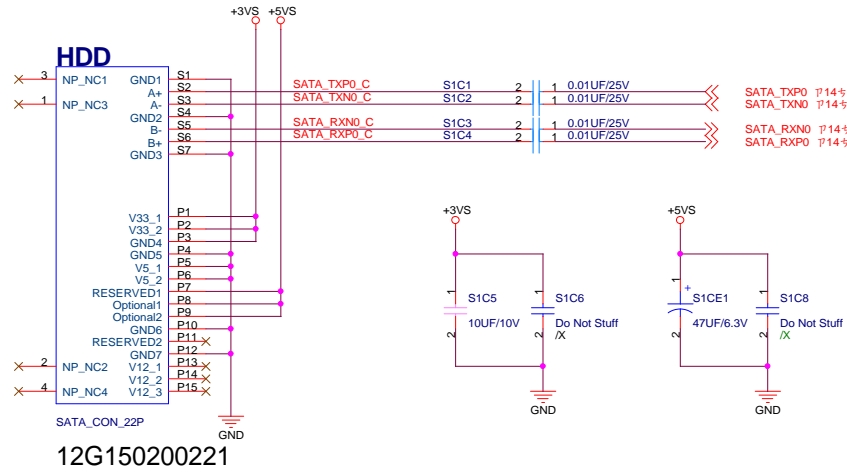 +3VS +5VS
HDD
3 NP_NC1 GND1 S1
A+ S2 SATA_TXP0_C S1C1 2 1 0.01UF/25V SATA_TXP0
1 NP_NC3 A- S3 SATA_TXN0_C S1C2 2 1 0.01UF/25V SATA_TXN0
GND2 S4
B- S5 SATA_RXN0_C S1C3 2 1 0.01UF/25V SATA_RXN0
B+ S6 SATA_RXP0_C S1C4 2 1 0.01UF/25V SATA_RXP0
GND3 S7
V33_1 P1
V33_2 P2
GND4 P3
GND5 P4
V5_1 P5
V5_2 P6
RESERVED1 P7
Optional1 P8
Optional2 P9
GND6 P10
RESERVED2 P11
GND7 P12
2 NP_NC2 V12_1 P13
V12_2 P14
4 NP_NC4 V12_3 P15
SATA_CON_22P
GND
12G150200221
+3VS
1 S1C5 1 S1C6
10UF/10V Do Not Stuff
2 2 /X
GND
+5VS
1 + S1CE1 1 S1C8
47UF/6.3V Do Not Stuff
2 2 /X
GND